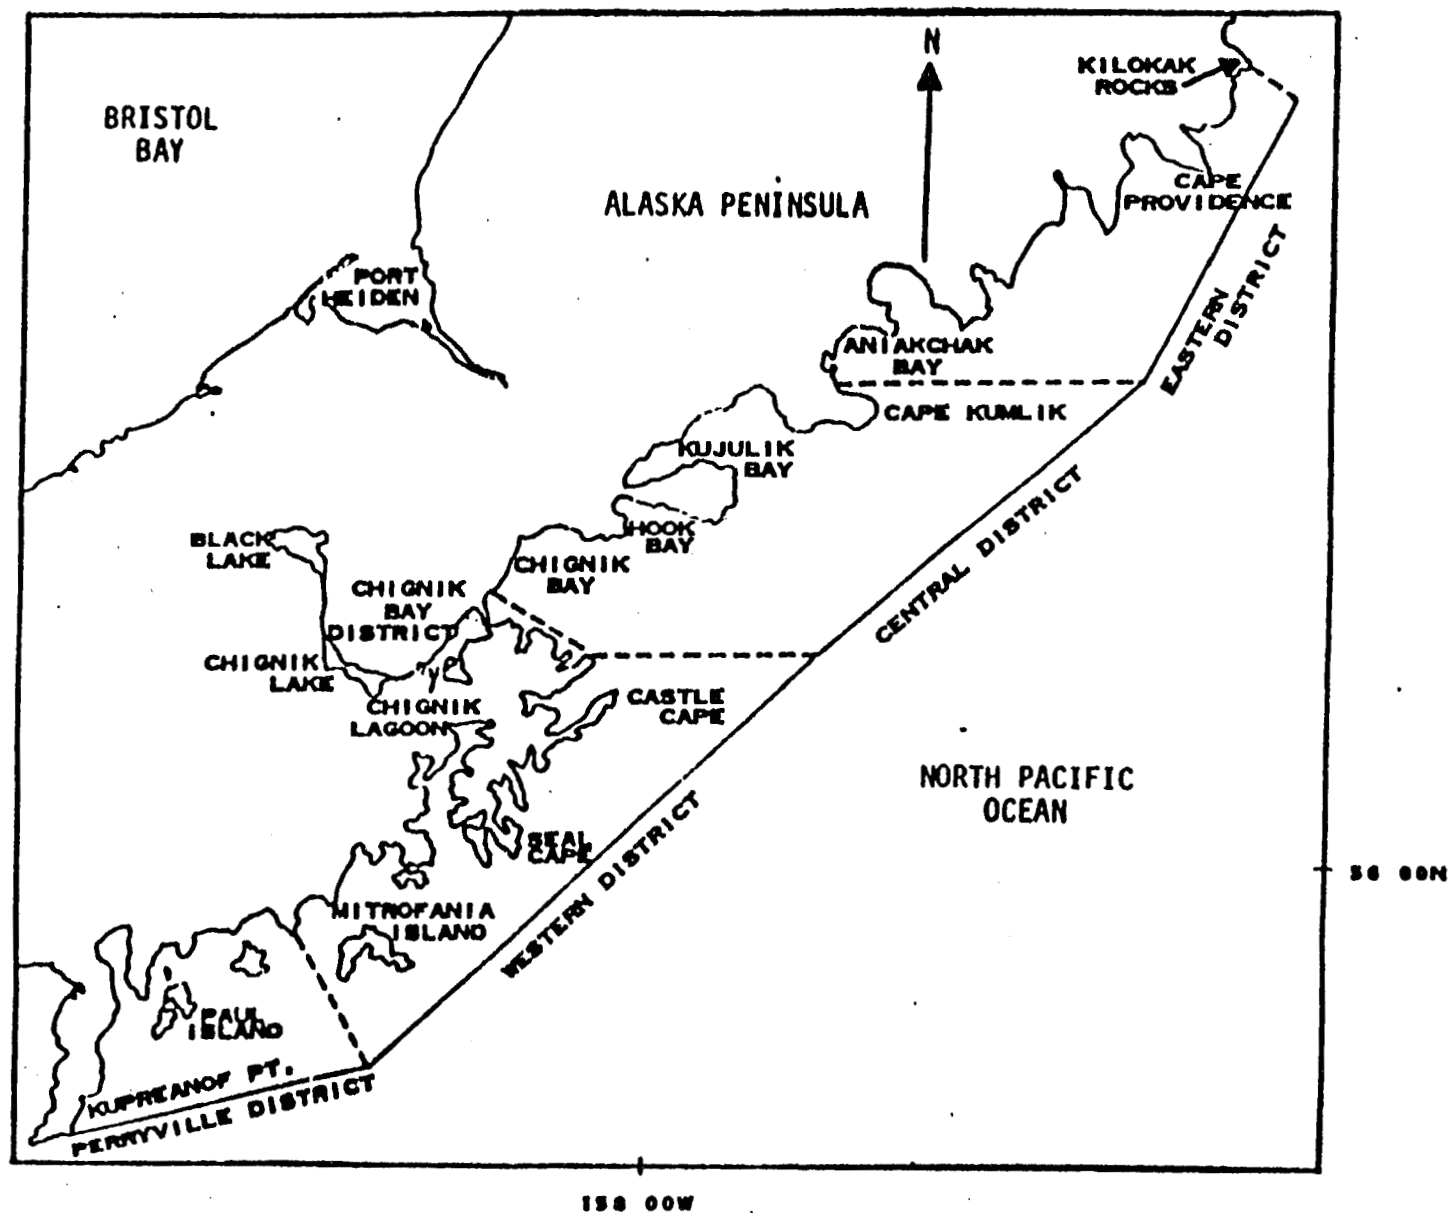 N
KILOKAK
ROCKS
BRISTOL
BAY
CAPE
PROVIDENCE
ALASKA PENINSULA
PORT
HEIDEN
EASTERN
DISTRICT
ANIAKCHAK
BAY
CAPE KUMLIK
KUJULIK
BAY
HOOK
BAY
BLACK
LAKE
CHIGNIK
BAY
CENTRAL DISTRICT
CHIGNIK
BAY
DISTRICT
CHIGNIK
LAKE
CHIGNIK
LAGOON
CASTLE
CAPE
NORTH PACIFIC
OCEAN
SEAL
CAPE
WESTERN DISTRICT
56 00N
MITROFANIA
ISLAND
PAUL
ISLAND
KUPREANOF PT.
PERRYVILLE DISTRICT
158 00W